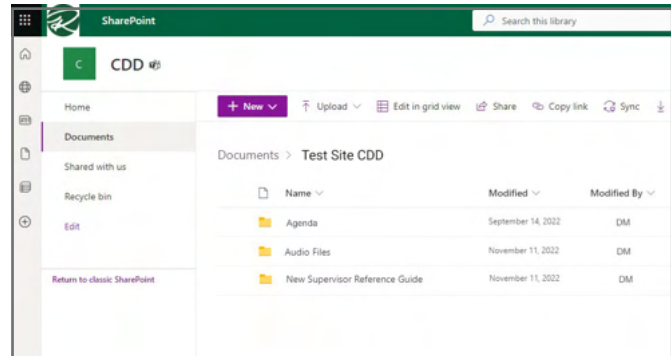 SharePoint
Search this library
C
CDD
Home
+ New
Upload
Edit in grid view
Share
Copy link
Sync
Documents
Shared with us
Recycle bin
Edit
Return to classic SharePoint
Documents > Test Site CDD
Name
Modified
Modified By
Agenda
September 14, 2022
DM
Audio Files
November 11, 2022
DM
New Supervisor Reference Guide
November 11, 2022
DM